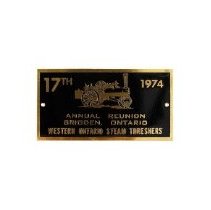 17TH 1974
ANNUAL REUNION
BRIGDEN, ONTARIO
WESTERN ONTARIO STEAM THRESHERS